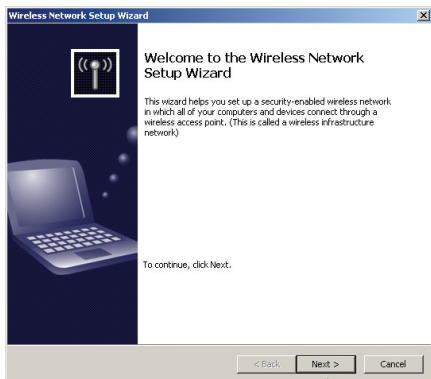 Wireless Network Setup Wizard
Welcome to the Wireless Network
Setup Wizard
This wizard helps you set up a security-enabled wireless network
in which all of your computers and devices connect through a
wireless access point. (This is called a wireless infrastructure
network)
To continue, click Next.
< Back
Next >
Cancel